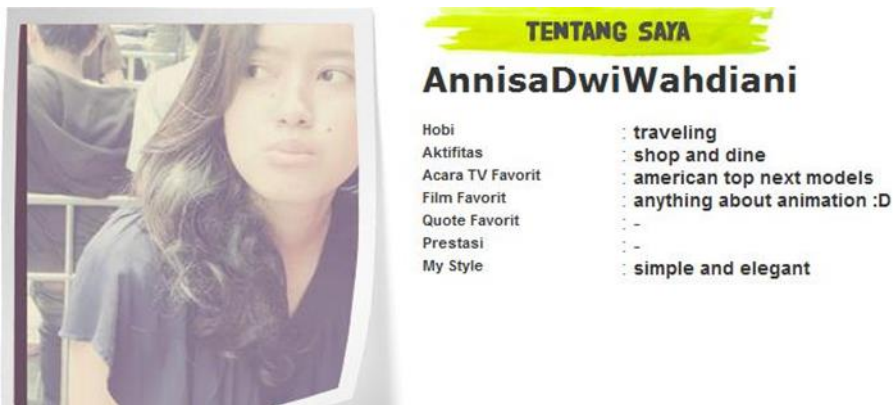 TENTANG SAYA
AnnisaDwiWahdiani
Hobi : traveling
Aktifitas : shop and dine
Acara TV Favorit : american top next models
Film Favorit : anything about animation :D
Quote Favorit : -
Prestasi : -
My Style : simple and elegant